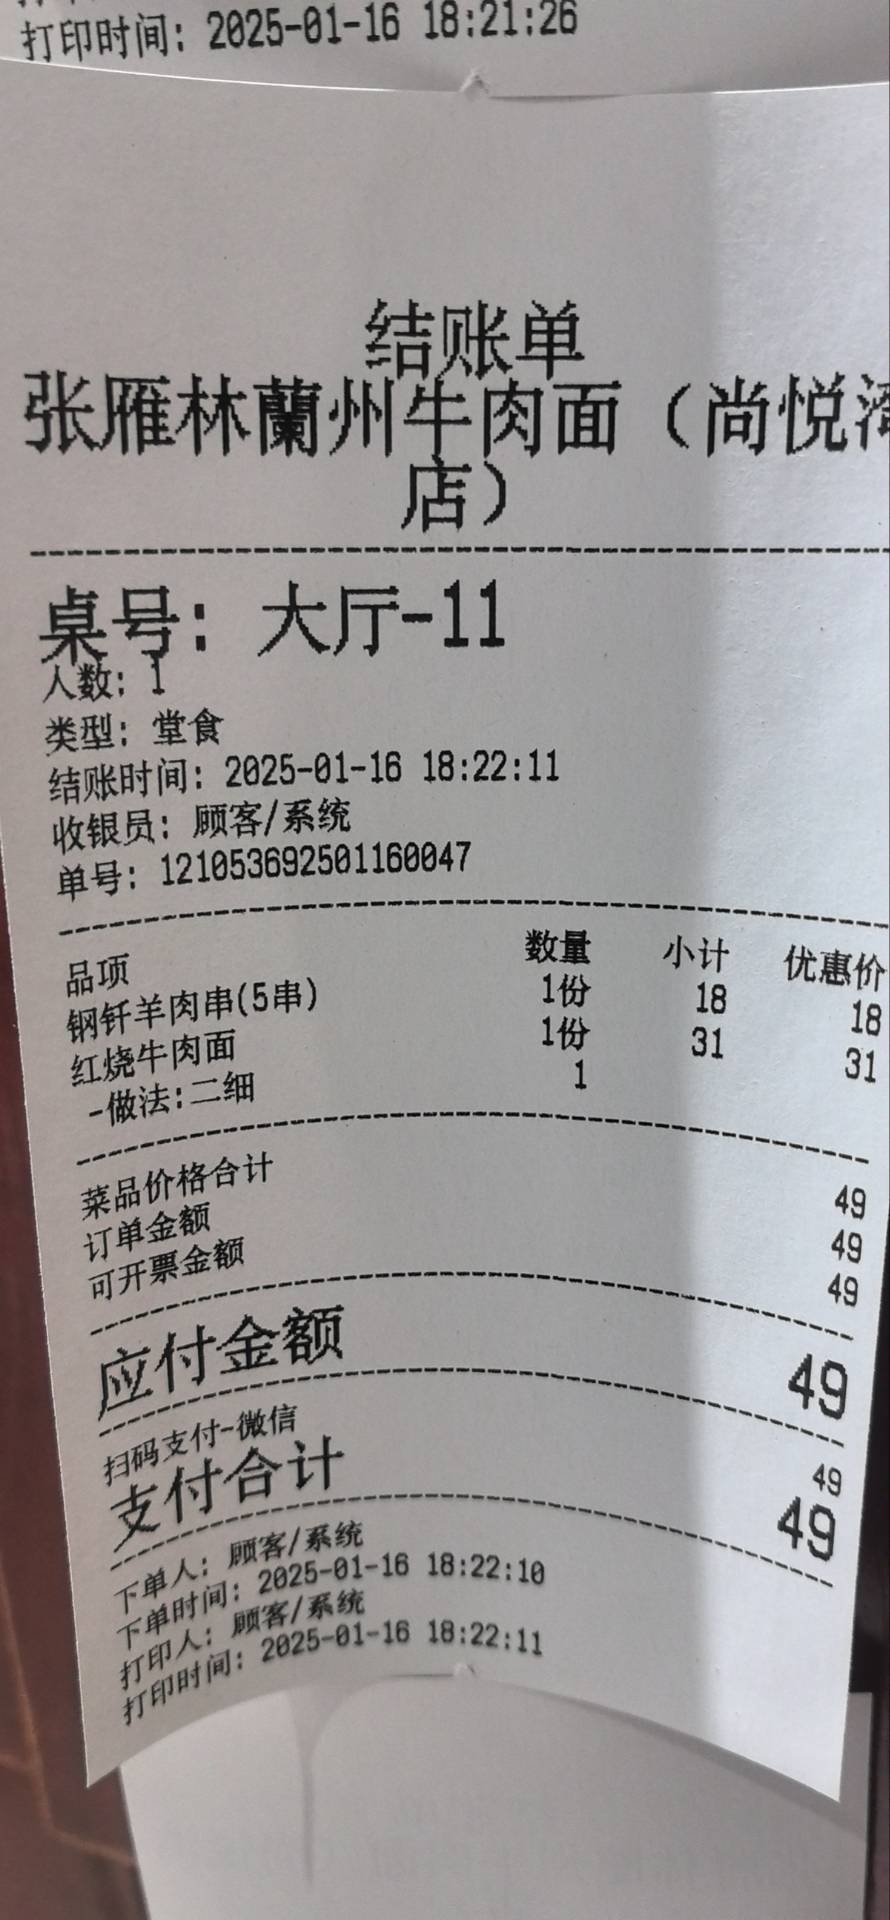 打印时间: 2025-01-16 18:21:26
结账单
张雁林蘭州牛肉面（尚悦湾
店）
桌号: 大厅-11
人数: 1
类型: 堂食
结账时间: 2025-01-16 18:22:11
收银员: 顾客/系统
单号: 121053692501160047
品项 数量 小计 优惠价
钢钎羊肉串(5串) 1份 18 18
红烧牛肉面 1份 31 31
-做法:二细 1
菜品价格合计 49
订单金额 49
可开票金额 49
应付金额 49
扫码支付-微信 49
支付合计 49
下单人: 顾客/系统
下单时间: 2025-01-16 18:22:10
打印人: 顾客/系统
打印时间: 2025-01-16 18:22:11